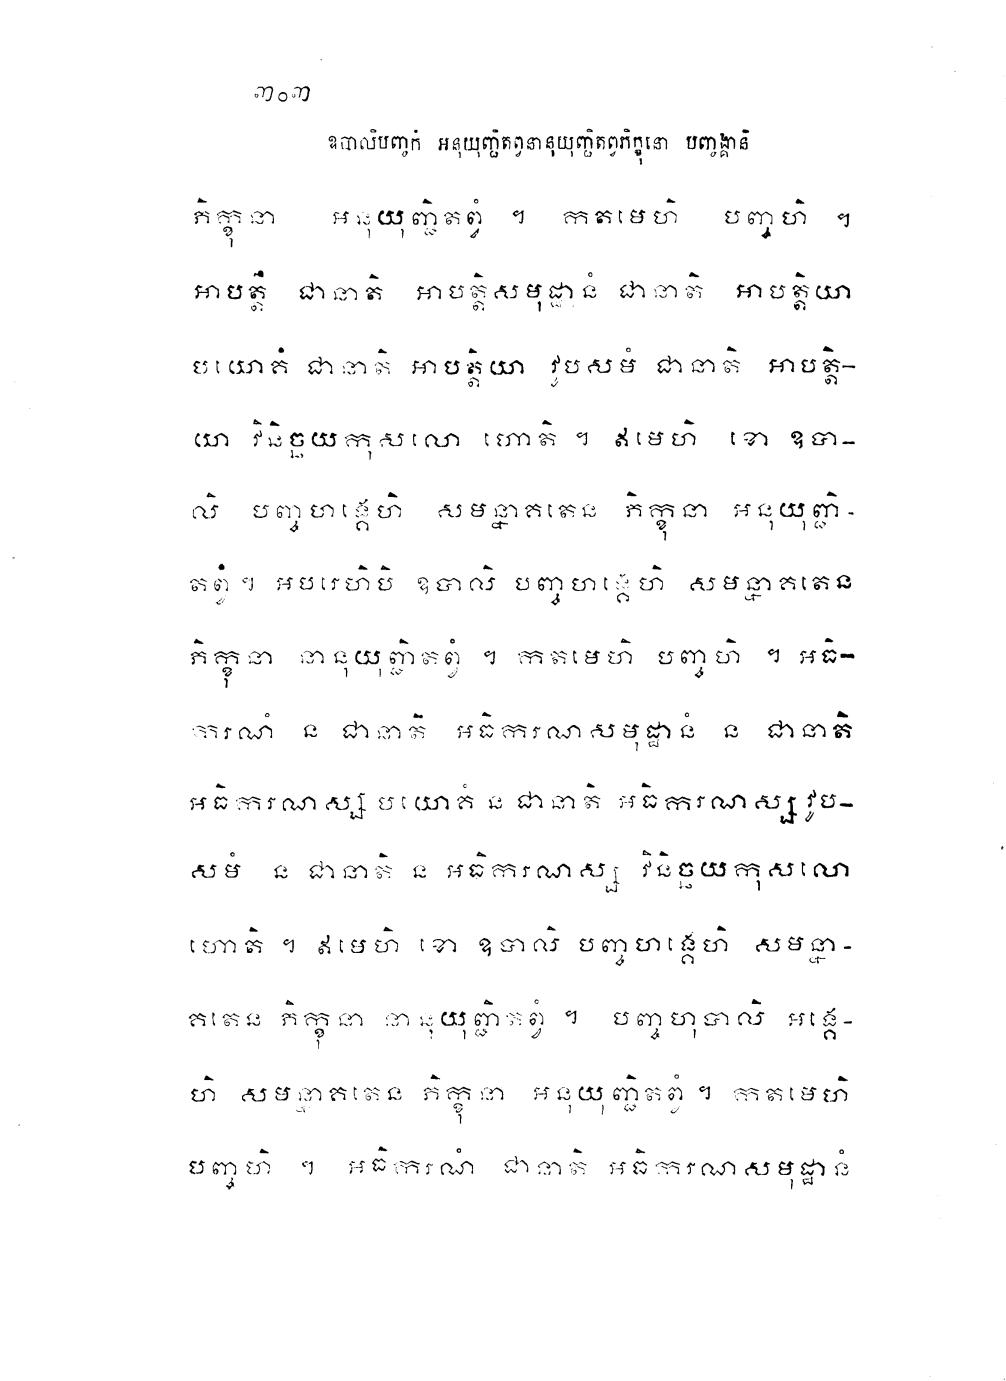 ៣០៣
ឧបាលិបញ្ចកំ អនុយុញ្ជិតព្វនានុយុញ្ជិតព្វភិក្ខុនោ បញ្ចង្គានិ
ភិក្ខុនា អនុយុញ្ជិតព្វំ ។ កតមេហិ បញ្ចហិ ។
អាបត្តឹ ជានាតិ អាបត្តិសមុដ្ឋានំ ជានាតិ អាបត្តិយា
បយោគំ ជានាតិ អាបត្តិយា វូបសមំ ជានាតិ អាបត្តិ-
យា វិនិច្ឆយកុសលោ ហោតិ ។ ឥមេហិ ខោ ឧបា-
លិ បញ្ចហង្គេហិ សមន្នាគតេន ភិក្ខុនា អនុយុញ្ជិ-
តព្វំ ។ អបរេហិបិ ឧបាលិ បញ្ចហង្គេហិ សមន្នាគតេន
ភិក្ខុនា នានុយុញ្ជិតព្វំ ។ កតមេហិ បញ្ចហិ ។ អធិ-
ករណំ ន ជានាតិ អធិករណសមុដ្ឋានំ ន ជានាតិ
អធិករណស្ស បយោគំ ន ជានាតិ អធិករណស្ស វូប-
សមំ ន ជានាតិ ន អធិករណស្ស វិនិច្ឆយកុសលោ
ហោតិ ។ ឥមេហិ ខោ ឧបាលិ បញ្ចហង្គេហិ សមន្នា-
គតេន ភិក្ខុនា នានុយុញ្ជិតព្វំ ។ បញ្ចហុបាលិ អង្គេ-
ហិ សមន្នាគតេន ភិក្ខុនា អនុយុញ្ជិតព្វំ ។ កតមេហិ
បញ្ចហិ ។ អធិករណំ ជានាតិ អធិករណសមុដ្ឋានំ